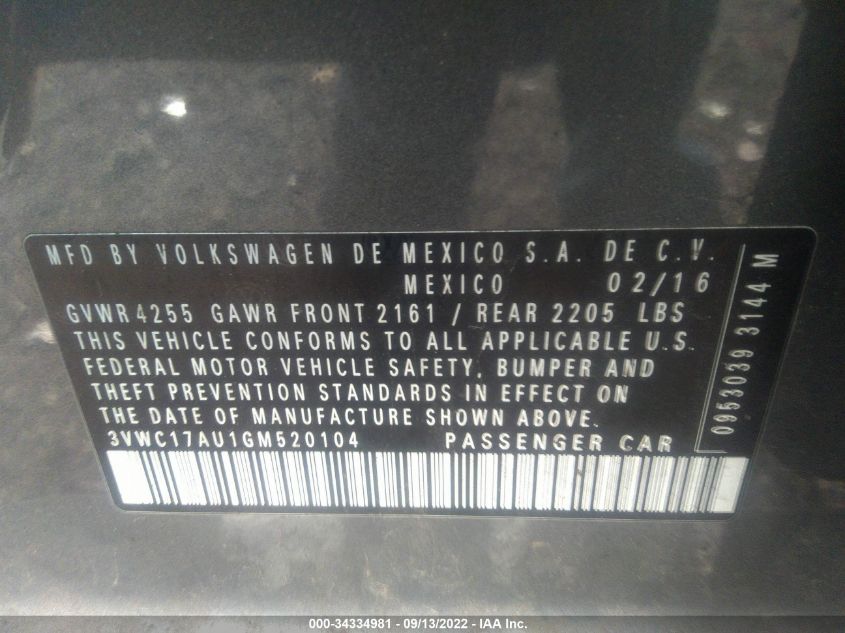 MFD BY VOLKSWAGEN DE MEXICO S.A. DE C.V.
MEXICO 02/16
GVWR 4255 GAWR FRONT 2161 / REAR 2205 LBS
THIS VEHICLE CONFORMS TO ALL APPLICABLE U.S.
FEDERAL MOTOR VEHICLE SAFETY, BUMPER AND
THEFT PREVENTION STANDARDS IN EFFECT ON
THE DATE OF MANUFACTURE SHOWN ABOVE.
3VWC17AU1GM520104 PASSENGER CAR
0953039 3144 M
000-34334981 - 09/13/2022 - IAA Inc.